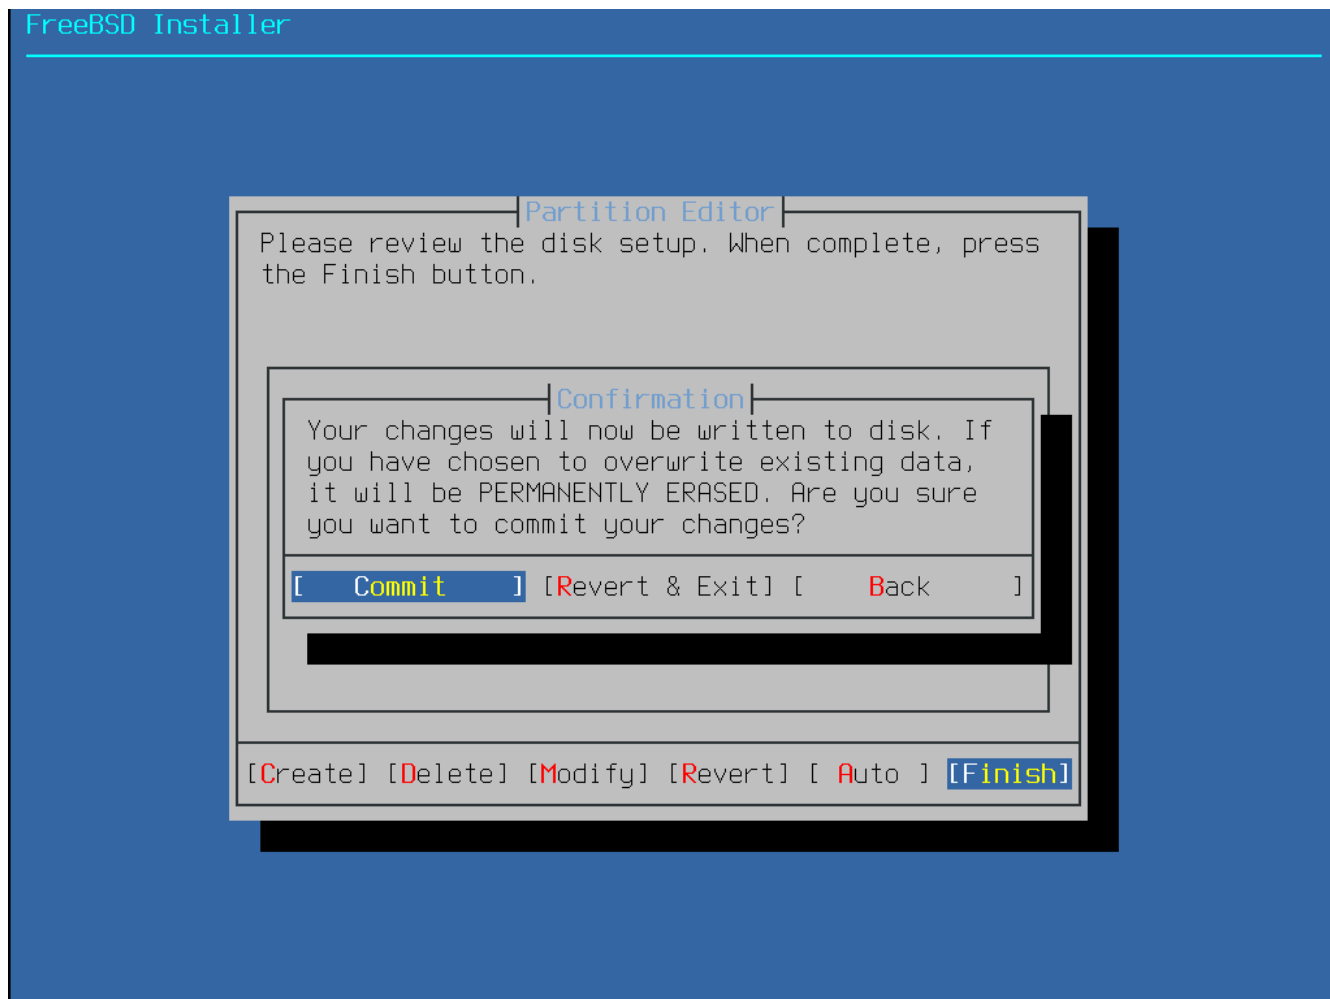 FreeBSD Installer
Partition Editor
Please review the disk setup. When complete, press
the Finish button.
Confirmation
Your changes will now be written to disk. If
you have chosen to overwrite existing data,
it will be PERMANENTLY ERASED. Are you sure
you want to commit your changes?
[ Commit ] [Revert & Exit] [ Back ]
[Create] [Delete] [Modify] [Revert] [ Auto ] [Finish]